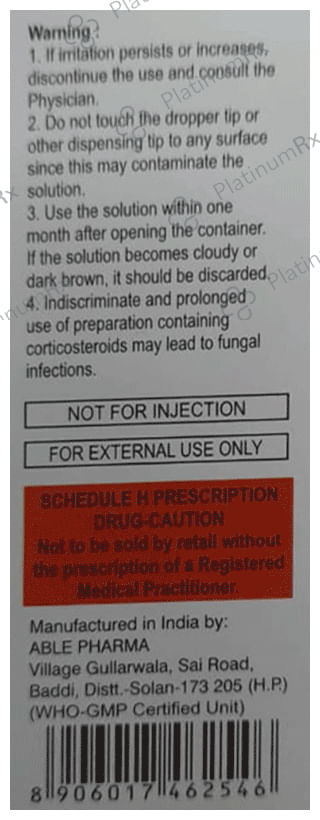 Warning :
1. If irritation persists or increases,
discontinue the use and consult the
Physician.
2. Do not touch the dropper tip or
other dispensing tip to any surface
since this may contaminate the
solution.
3. Use the solution within one
month after opening the container.
If the solution becomes cloudy or
dark brown, it should be discarded.
4. Indiscriminate and prolonged
use of preparation containing
corticosteroids may lead to fungal
infections.
NOT FOR INJECTION
FOR EXTERNAL USE ONLY
SCHEDULE H PRESCRIPTION
DRUG-CAUTION
Not to be sold by retail without
the prescription of a Registered
Medical Practitioner.
Manufactured in India by:
ABLE PHARMA
Village Gullarwala, Sai Road,
Baddi, Distt.-Solan-173 205 (H.P.)
(WHO-GMP Certified Unit)
8 906017 462546
PlatinumRx
PlatinumRx